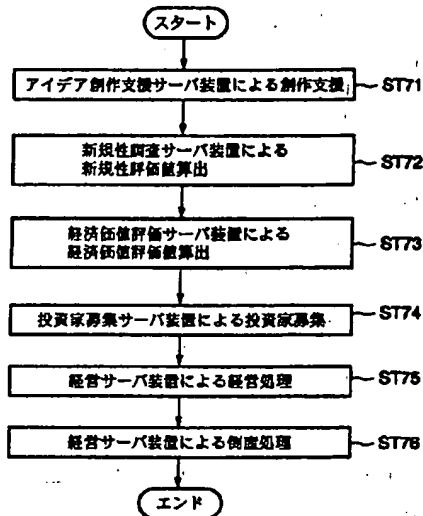 スタート
アイデア創作支援サーバ装置による創作支援 ST71
新規性調査サーバ装置による
新規性評価値算出 ST72
経済価値評価サーバ装置による
経済価値評価値算出 ST73
投資家募集サーバ装置による投資家募集 ST74
経営サーバ装置による経営処理 ST75
経営サーバ装置による倒産処理 ST76
エンド